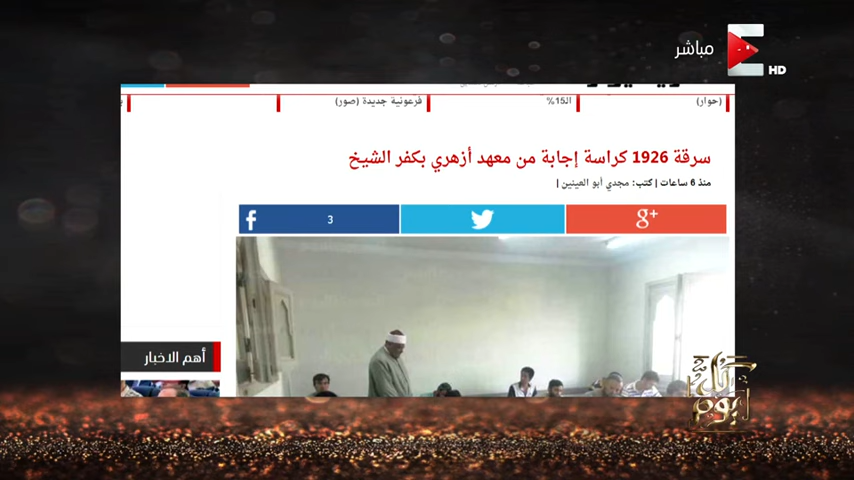 مباشر
HD
(حوار)
الـ15%
فرعونية جديدة (صور)
سرقة 1926 كراسة إجابة من معهد أزهري بكفر الشيخ
منذ 6 ساعات | كتب: مجدي أبو العينين |
f 3
g+
أهم الاخبار
كل يوم